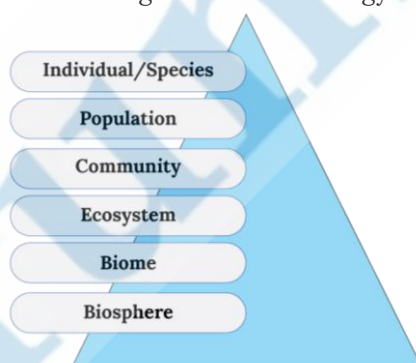 Individual/Species
Population
Community
Ecosystem
Biome
Biosphere